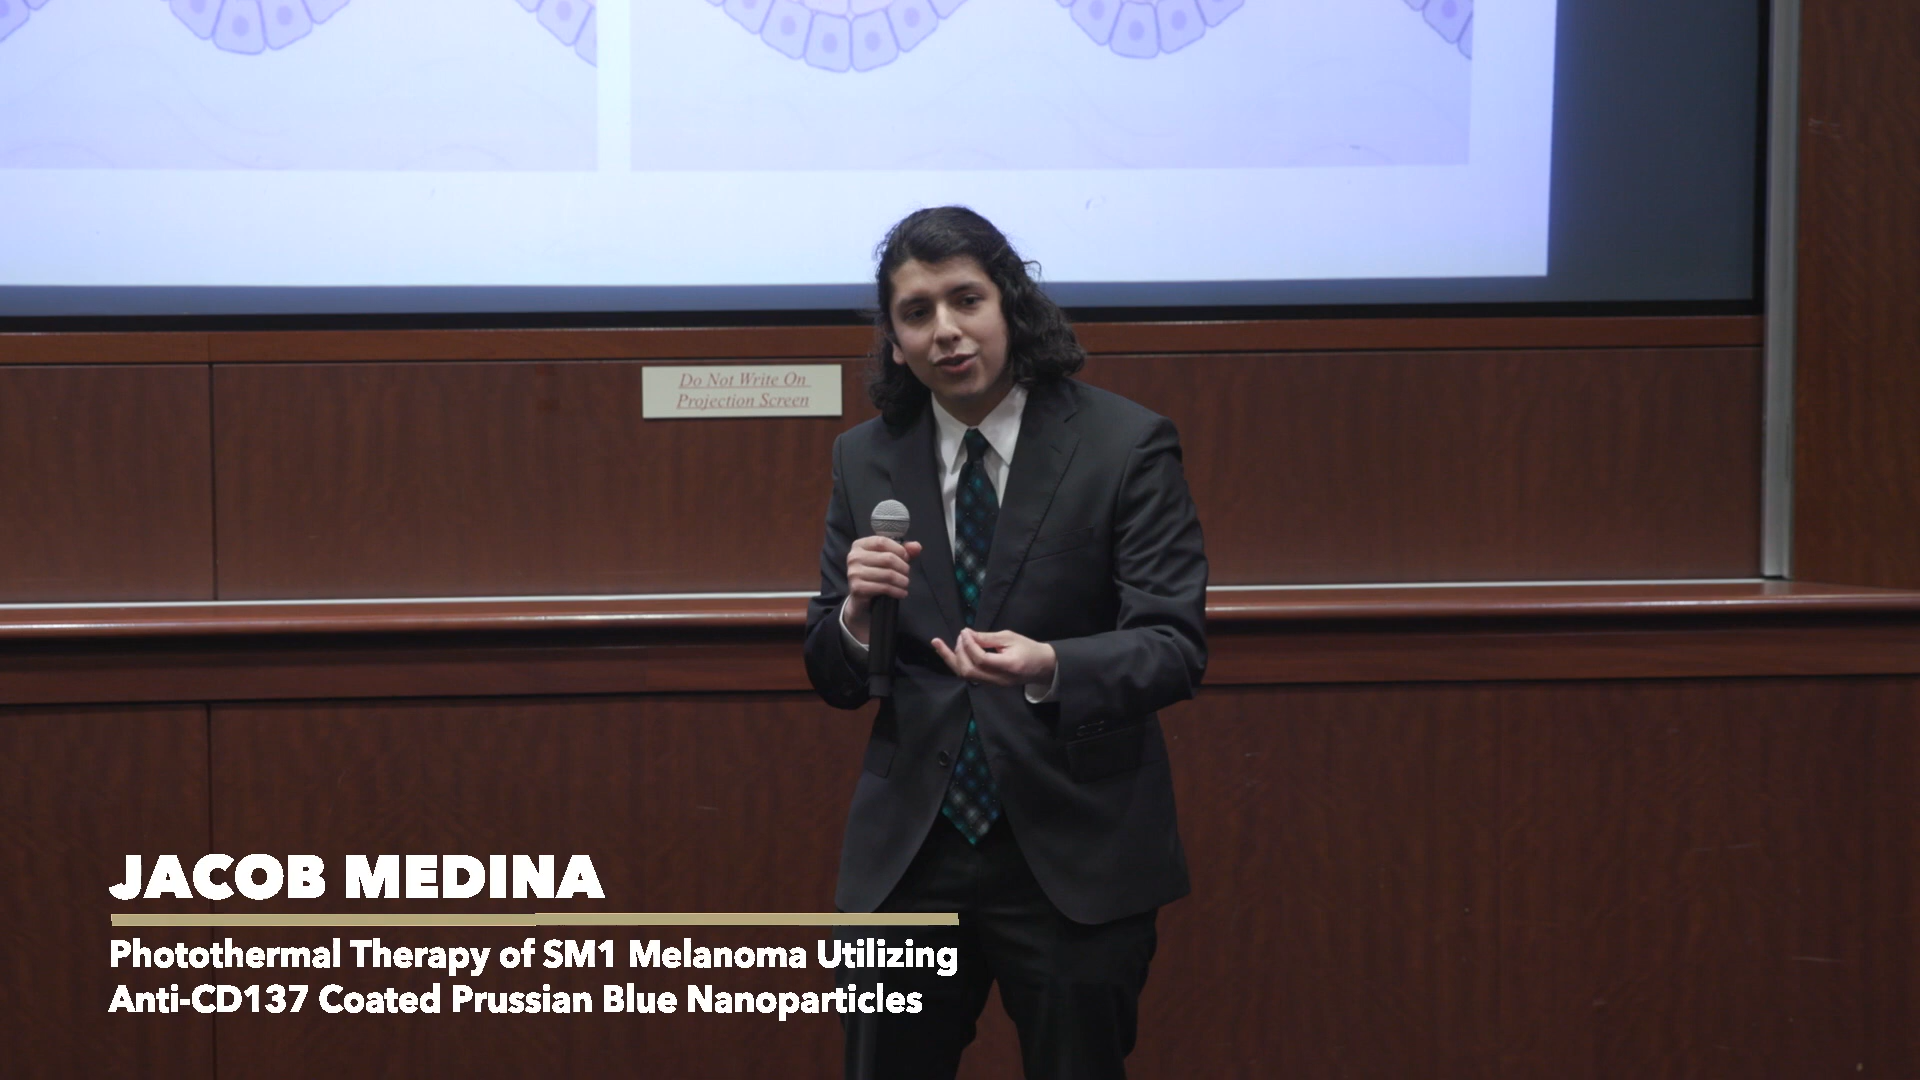 Do Not Write On
Projection Screen
JACOB MEDINA
Photothermal Therapy of SM1 Melanoma Utilizing
Anti-CD137 Coated Prussian Blue Nanoparticles